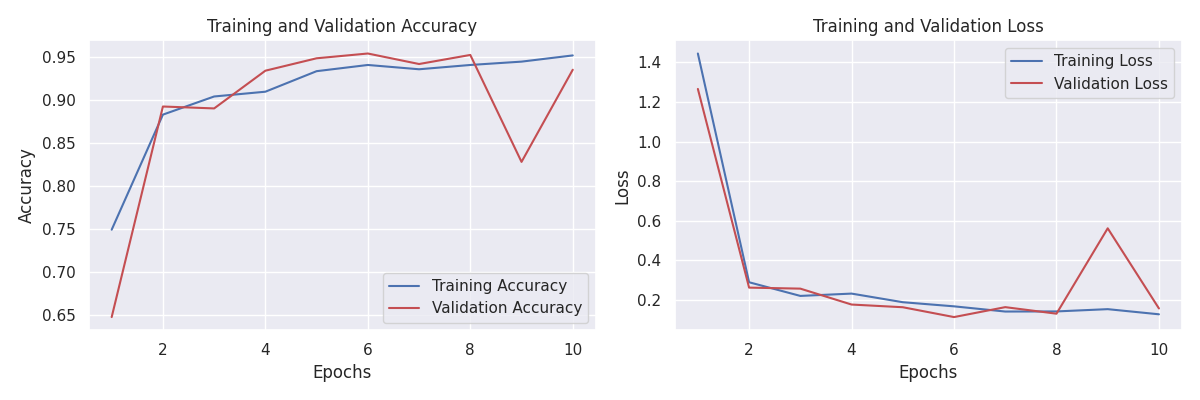 Training and Validation Accuracy
Accuracy
0.95
0.90
0.85
0.80
0.75
0.70
0.65
Training Accuracy
Validation Accuracy
2 4 6 8 10
Epochs
Training and Validation Loss
Loss
1.4
1.2
1.0
0.8
0.6
0.4
0.2
Training Loss
Validation Loss
2 4 6 8 10
Epochs